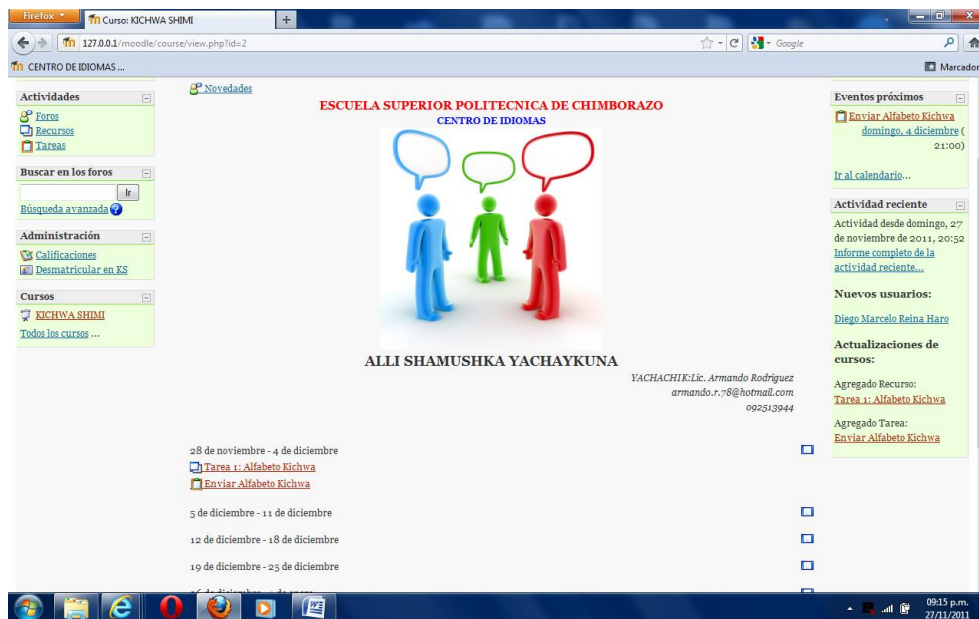 Firefox
Curso: KICHWA SHIMI
127.0.0.1/moodle/course/view.php?id=2
Google
CENTRO DE IDIOMAS ...
Marcador
Actividades
Foros
Recursos
Tareas
Buscar en los foros
Ir
Búsqueda avanzada
Administración
Calificaciones
Desmatricular en KS
Cursos
KICHWA SHIMI
Todos los cursos ...
Novedades
ESCUELA SUPERIOR POLITECNICA DE CHIMBORAZO
CENTRO DE IDIOMAS
ALLI SHAMUSHKA YACHAYKUNA
YACHACHIK:Lic. Armando Rodriguez
armando.r.78@hotmail.com
092513944
28 de noviembre - 4 de diciembre
Tarea 1: Alfabeto Kichwa
Enviar Alfabeto Kichwa
5 de diciembre - 11 de diciembre
12 de diciembre - 18 de diciembre
19 de diciembre - 25 de diciembre
Eventos próximos
Enviar Alfabeto Kichwa
domingo, 4 diciembre (
21:00)
Ir al calendario...
Actividad reciente
Actividad desde domingo, 27
de noviembre de 2011, 20:52
Informe completo de la
actividad reciente...
Nuevos usuarios:
Diego Marcelo Reina Haro
Actualizaciones de
cursos:
Agregado Recurso:
Tarea 1: Alfabeto Kichwa
Agregado Tarea:
Enviar Alfabeto Kichwa
09:15 p.m.
27/11/2011